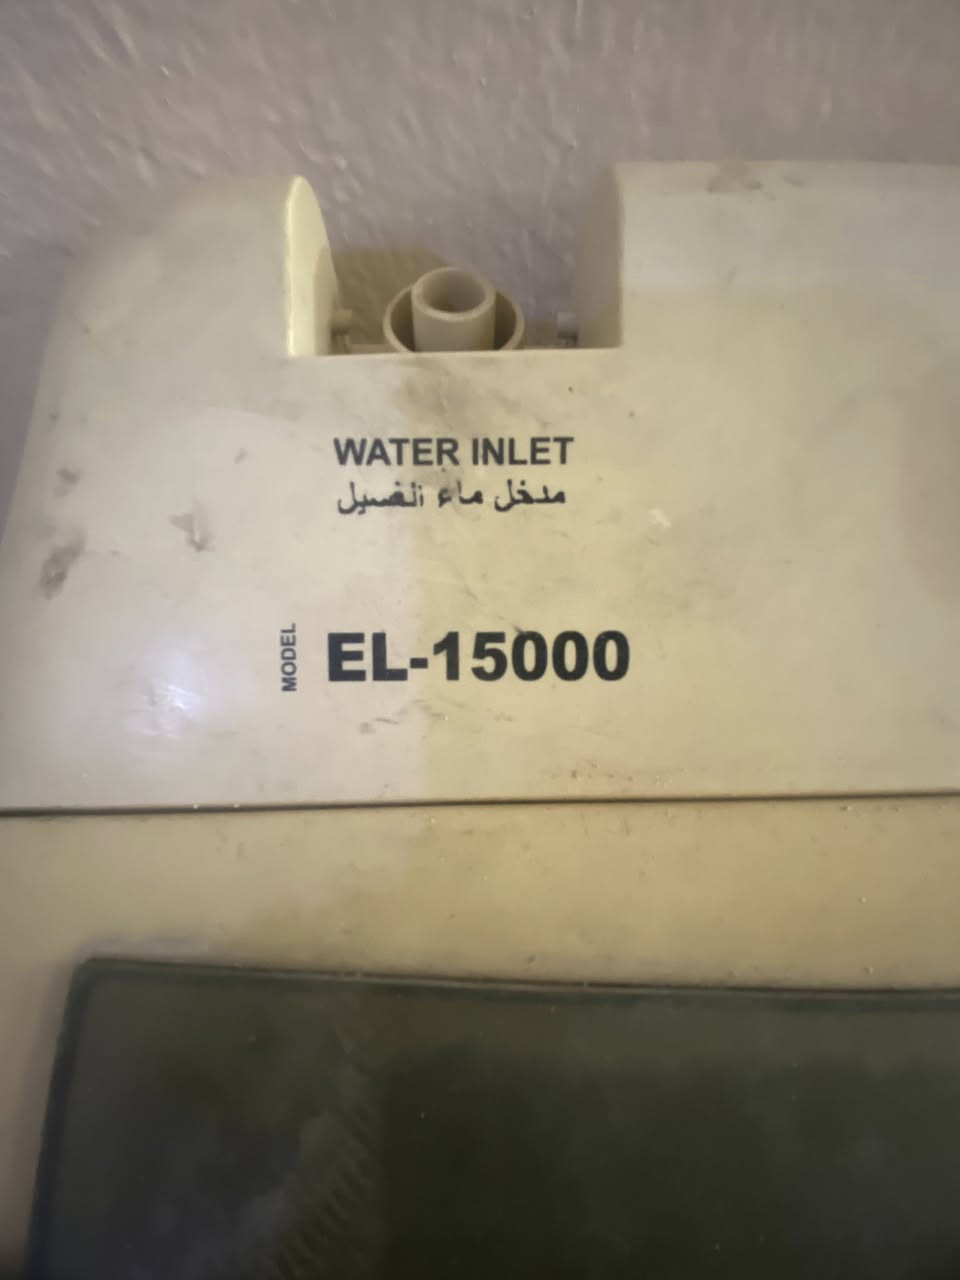 WATER INLET
مدخل ماء الغسيل
MODEL
EL-15000